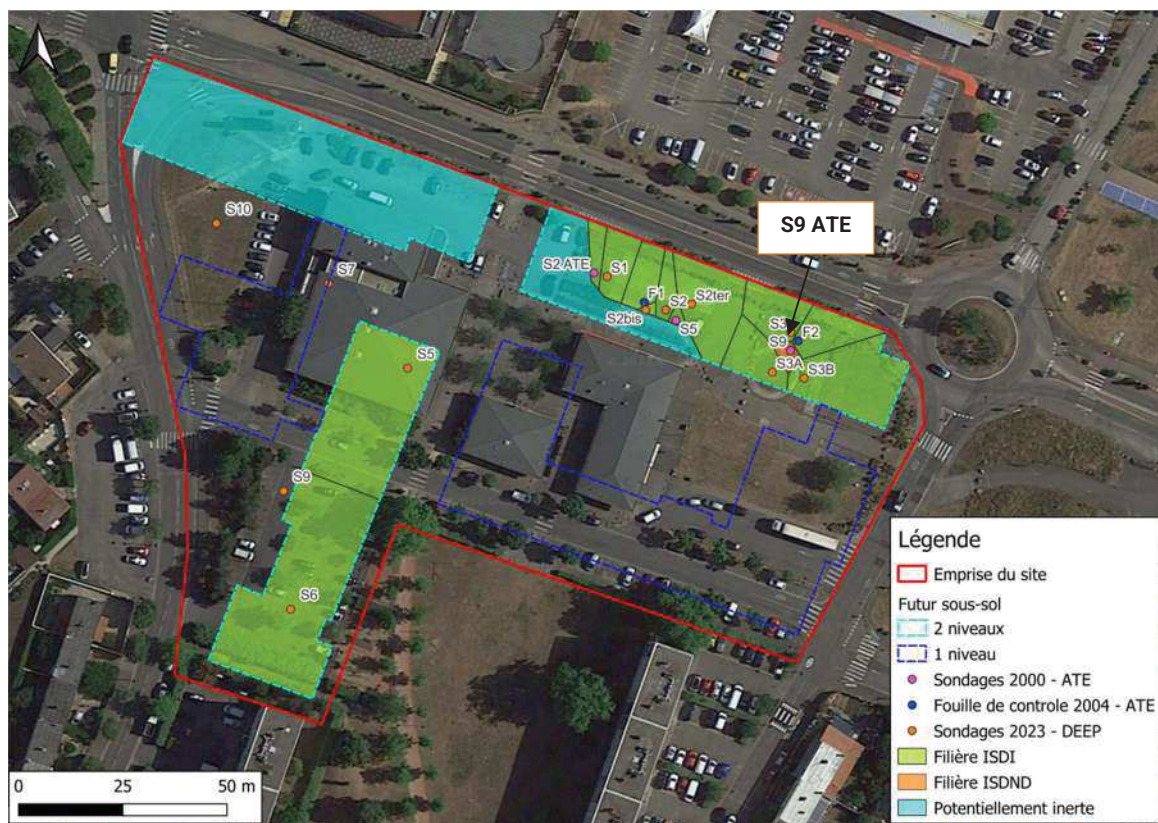 S9 ATE
S10
S7
S2 ATE
S1
F1
S2
S2ter
S2bis
S5
S3
F2
S9
S3A
S3B
S5
S9
S6
Légende
Emprise du site
Futur sous-sol
2 niveaux
1 niveau
Sondages 2000 - ATE
Fouille de controle 2004 - ATE
Sondages 2023 - DEEP
Filière ISDI
Filière ISDND
Potentiellement inerte
0 25 50 m